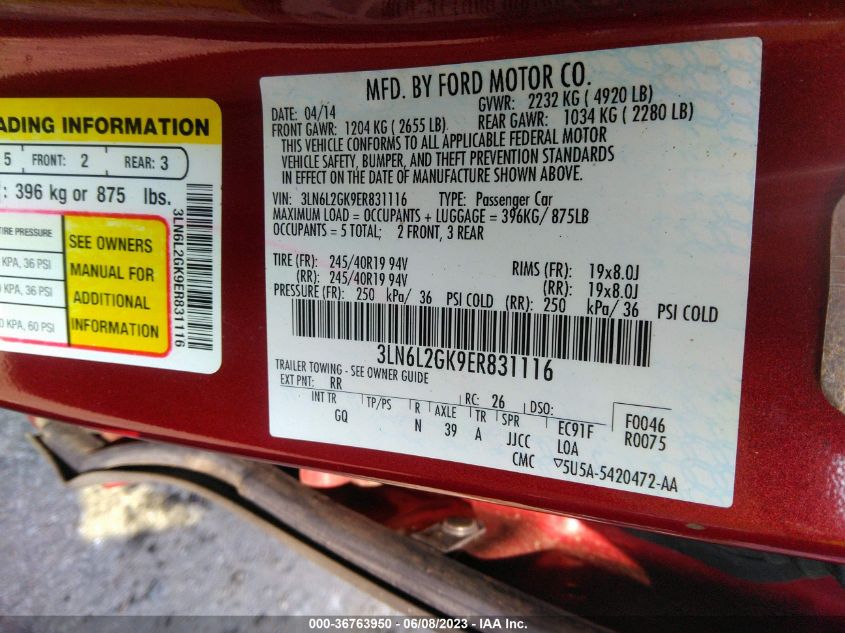 ADING INFORMATION
5 FRONT: 2 REAR: 3
: 396 kg or 875 lbs.
TIRE PRESSURE
KPA, 36 PSI
KPA, 36 PSI
0 KPA, 60 PSI
SEE OWNERS
MANUAL FOR
ADDITIONAL
INFORMATION
3LN6L2GK9ER831116
MFD. BY FORD MOTOR CO.
DATE: 04/14 GVWR: 2232 KG ( 4920 LB)
FRONT GAWR: 1204 KG ( 2655 LB) REAR GAWR: 1034 KG ( 2280 LB)
THIS VEHICLE CONFORMS TO ALL APPLICABLE FEDERAL MOTOR
VEHICLE SAFETY, BUMPER, AND THEFT PREVENTION STANDARDS
IN EFFECT ON THE DATE OF MANUFACTURE SHOWN ABOVE.
VIN: 3LN6L2GK9ER831116 TYPE: Passenger Car
MAXIMUM LOAD = OCCUPANTS + LUGGAGE = 396KG/ 875LB
OCCUPANTS = 5 TOTAL; 2 FRONT, 3 REAR
TIRE (FR): 245/40R19 94V RIMS (FR): 19x8.0J
(RR): 245/40R19 94V (RR): 19x8.0J
PRESSURE (FR): 250 kPa/ 36 PSI COLD (RR): 250 kPa/ 36 PSI COLD
3LN6L2GK9ER831116
TRAILER TOWING - SEE OWNER GUIDE
EXT PNT: RR RC: 26 DSO:
INT TR TP/PS R AXLE TR SPR EC91F F0046
GQ N 39 A JJCC LOA R0075
CMC ▽5U5A-5420472-AA
000-36763950 - 06/08/2023 - IAA Inc.